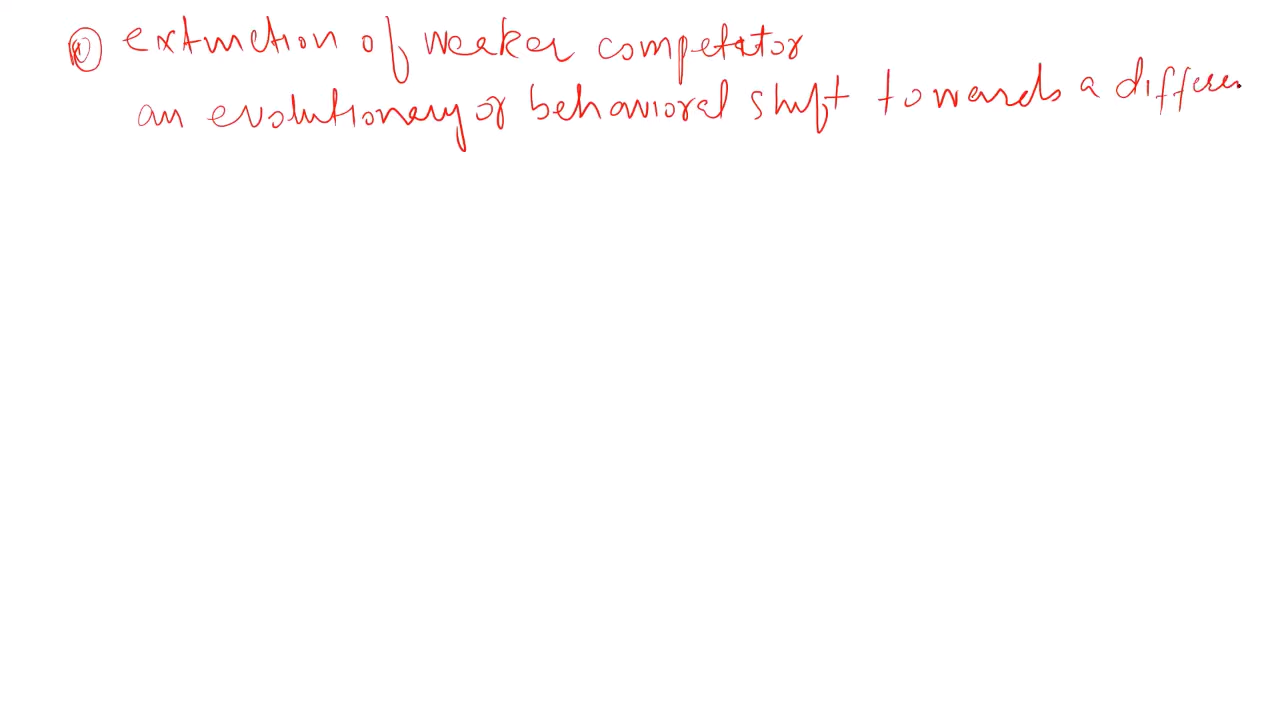 extinction of weaker competitor
an evolutionary or behavioral shift towards a differen